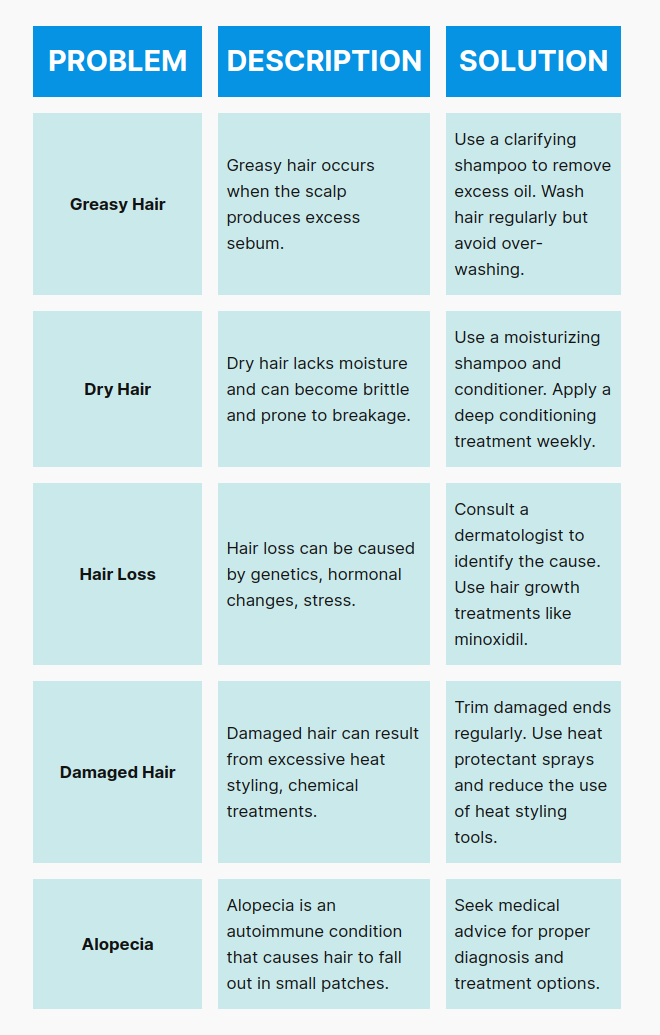 PROBLEM DESCRIPTION SOLUTION
Greasy Hair
Greasy hair occurs
when the scalp
produces excess
sebum.
Use a clarifying
shampoo to remove
excess oil. Wash
hair regularly but
avoid over-
washing.
Dry Hair
Dry hair lacks moisture
and can become brittle
and prone to breakage.
Use a moisturizing
shampoo and
conditioner. Apply a
deep conditioning
treatment weekly.
Hair Loss
Hair loss can be caused
by genetics, hormonal
changes, stress.
Consult a
dermatologist to
identify the cause.
Use hair growth
treatments like
minoxidil.
Damaged Hair
Damaged hair can result
from excessive heat
styling, chemical
treatments.
Trim damaged ends
regularly. Use heat
protectant sprays
and reduce the use
of heat styling
tools.
Alopecia
Alopecia is an
autoimmune condition
that causes hair to fall
out in small patches.
Seek medical
advice for proper
diagnosis and
treatment options.